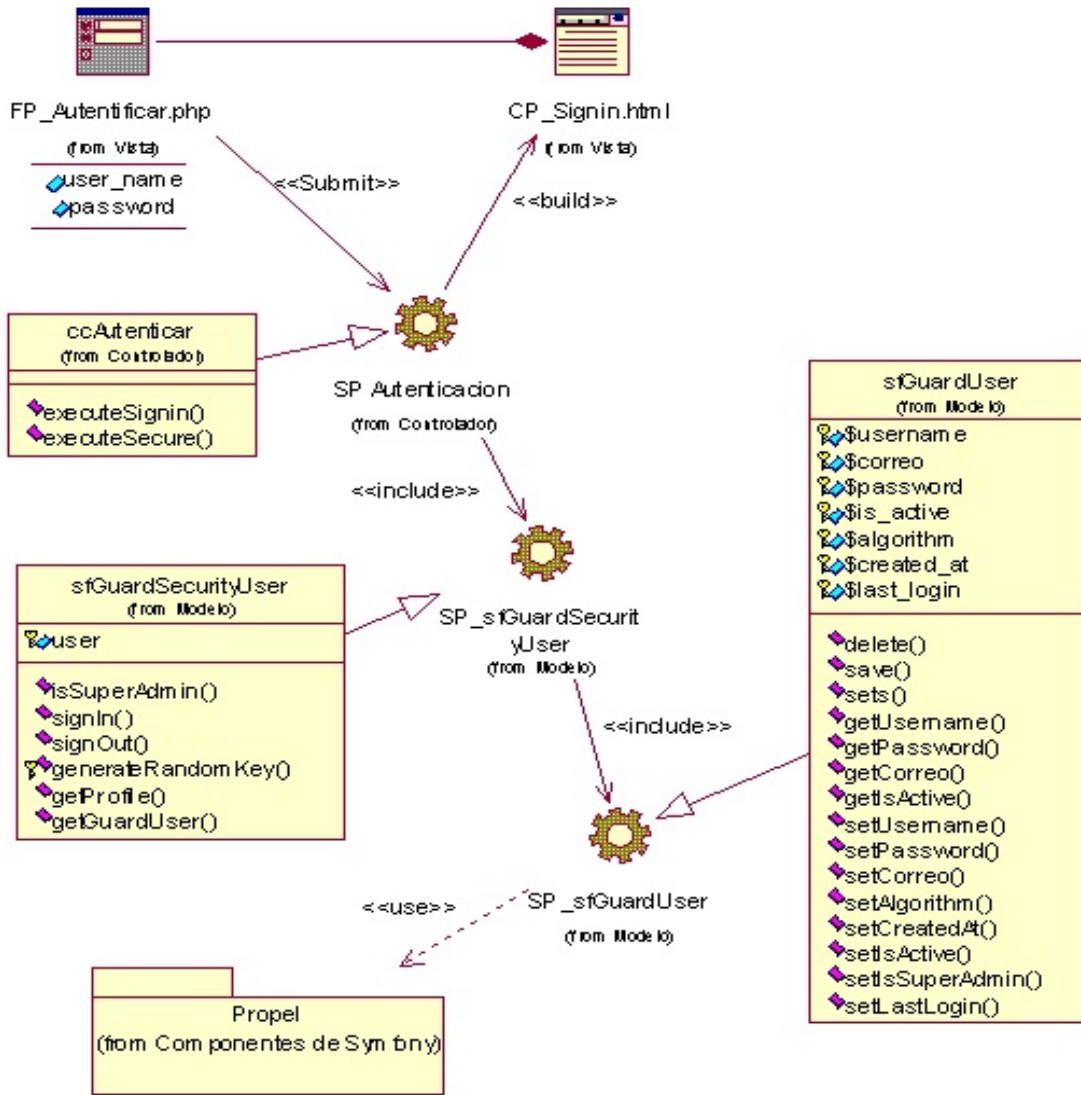 FP_Autentificar.php
(from Vista)
user_name
password
CP_Signin.html
(from Vista)
<<Submit>>
<<build>>
ccAutenticar
(from Controlador)
executeSignin()
executeSecure()
SP Autenticacion
(from Controlador)
<<include>>
sfGuardSecurityUser
(from Modelo)
user
isSuperAdmin()
signIn()
signOut()
generateRandomKey()
getProfile()
getGuardUser()
SP_sfGuardSecurit
yUser
(from Modelo)
<<include>>
sfGuardUser
(from Modelo)
$username
$correo
$password
$is_active
$algorithm
$created_at
$last_login
delete()
save()
sets()
getUsername()
getPassword()
getCorreo()
getIsActive()
setUsername()
setPassword()
setCorreo()
setAlgorithm()
setCreatedAt()
setIsActive()
setIsSuperAdmin()
setLastLogin()
SP_sfGuardUser
(from Modelo)
<<use>>
Propel
(from Componentes de Symfony)